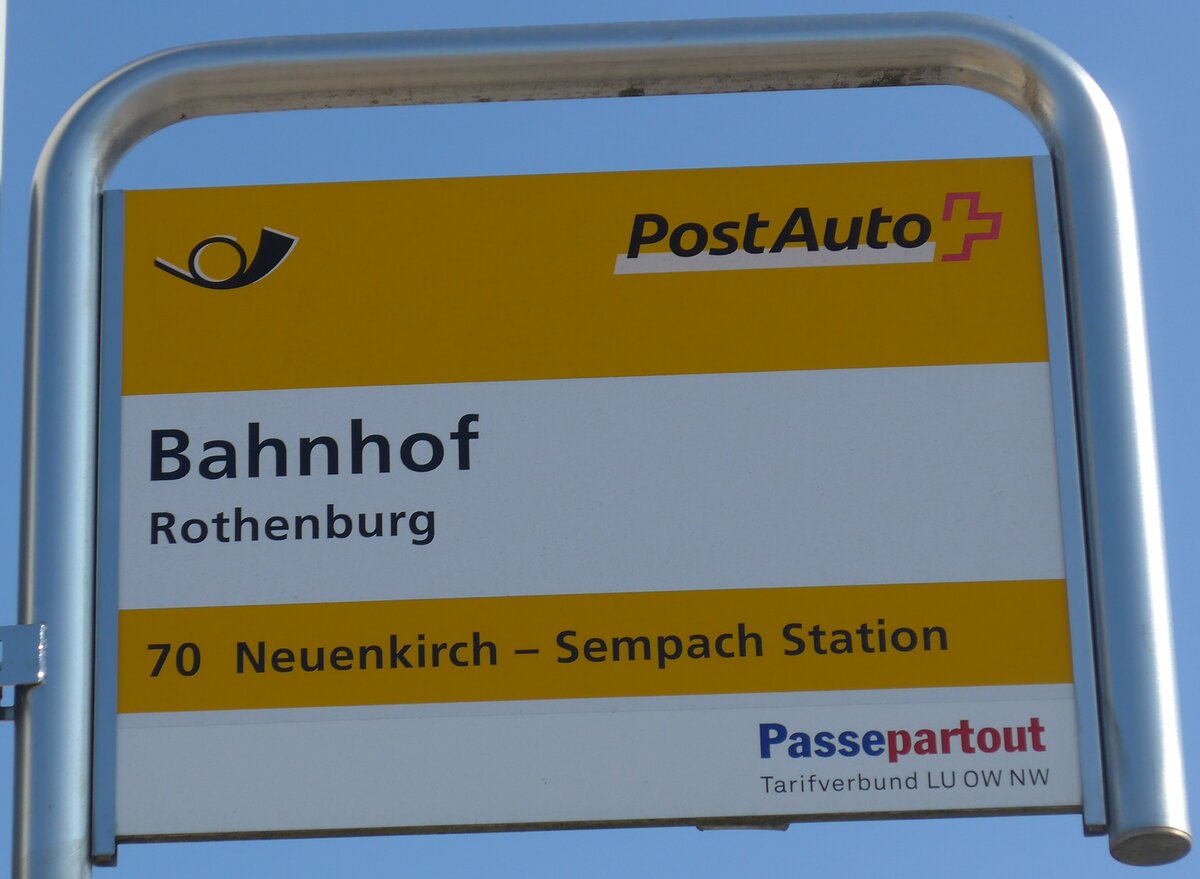 PostAuto
Bahnhof
Rothenburg
70 Neuenkirch – Sempach Station
Passepartout
Tarifverbund LU OW NW